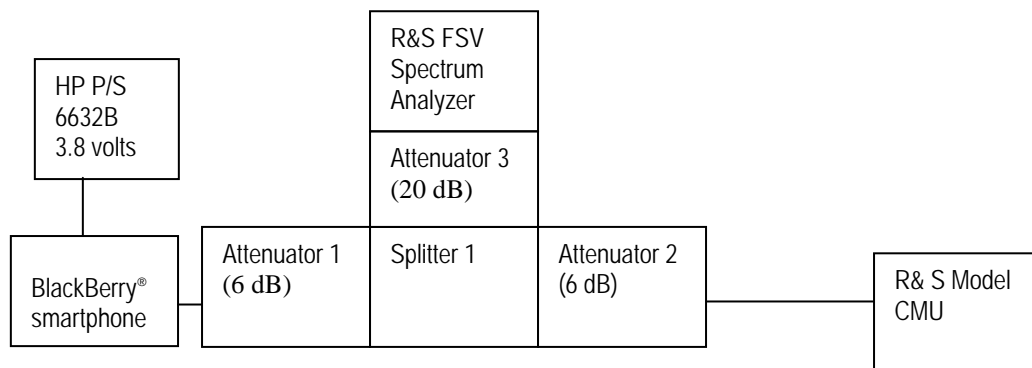 R&S FSV
Spectrum
Analyzer
HP P/S
6632B
3.8 volts
Attenuator 3
(20 dB)
BlackBerry®
smartphone
Attenuator 1
(6 dB)
Splitter 1
Attenuator 2
(6 dB)
R& S Model
CMU